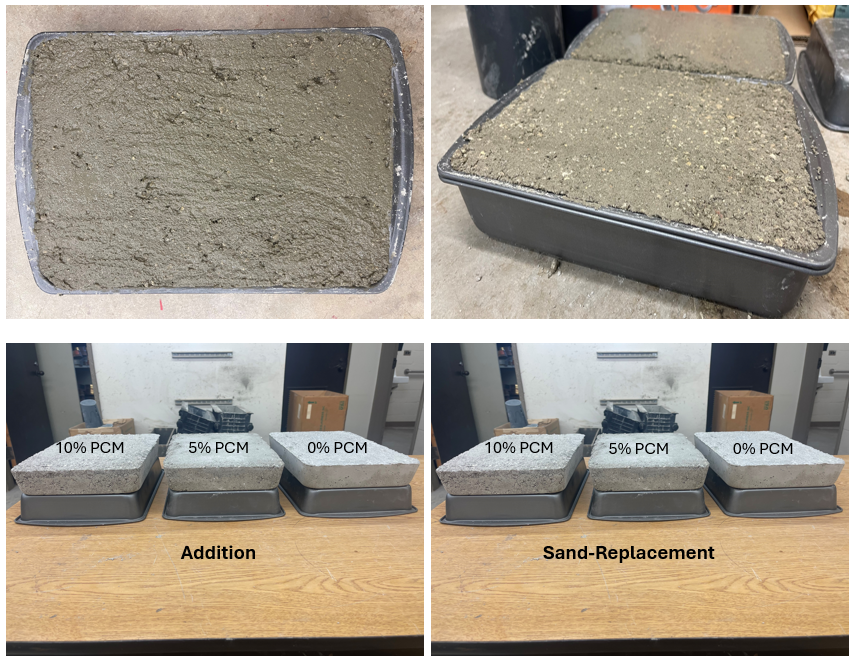 10% PCM
5% PCM
0% PCM
Addition
10% PCM
5% PCM
0% PCM
Sand-Replacement